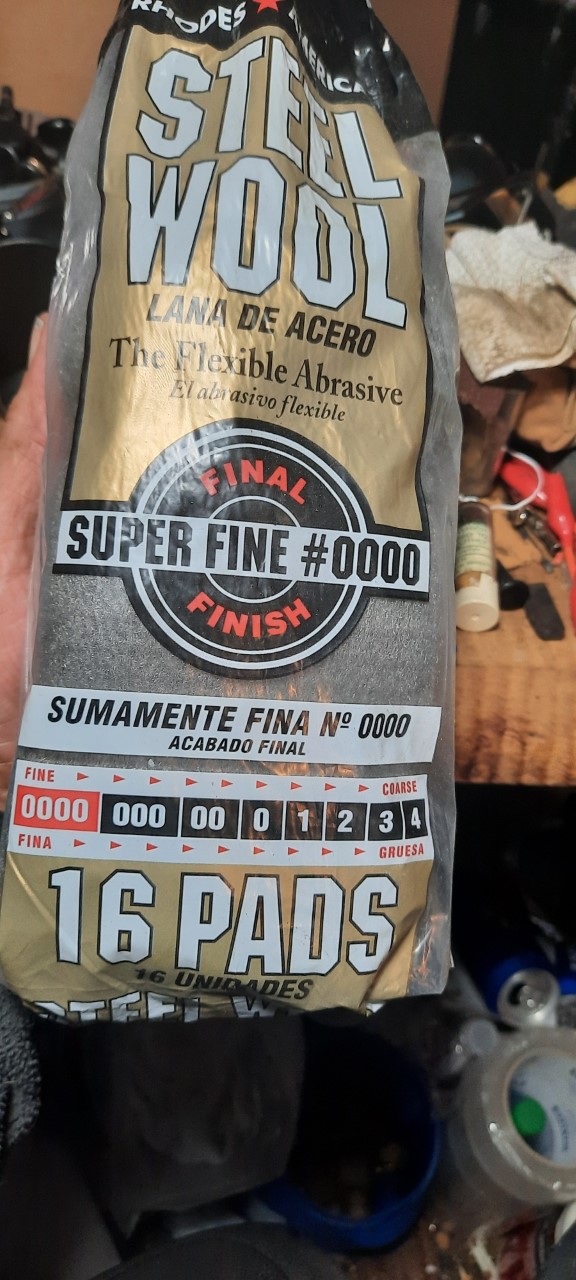 RHODES ★ AMERICA
STEEL
WOOL
LANA DE ACERO
The Flexible Abrasive
El abrasivo flexible
FINAL
SUPER FINE #0000
FINISH
SUMAMENTE FINA Nº 0000
ACABADO FINAL
FINE COARSE
0000 000 00 0 1 2 3 4
FINA GRUESA
16 PADS
16 UNIDADES
STEEL